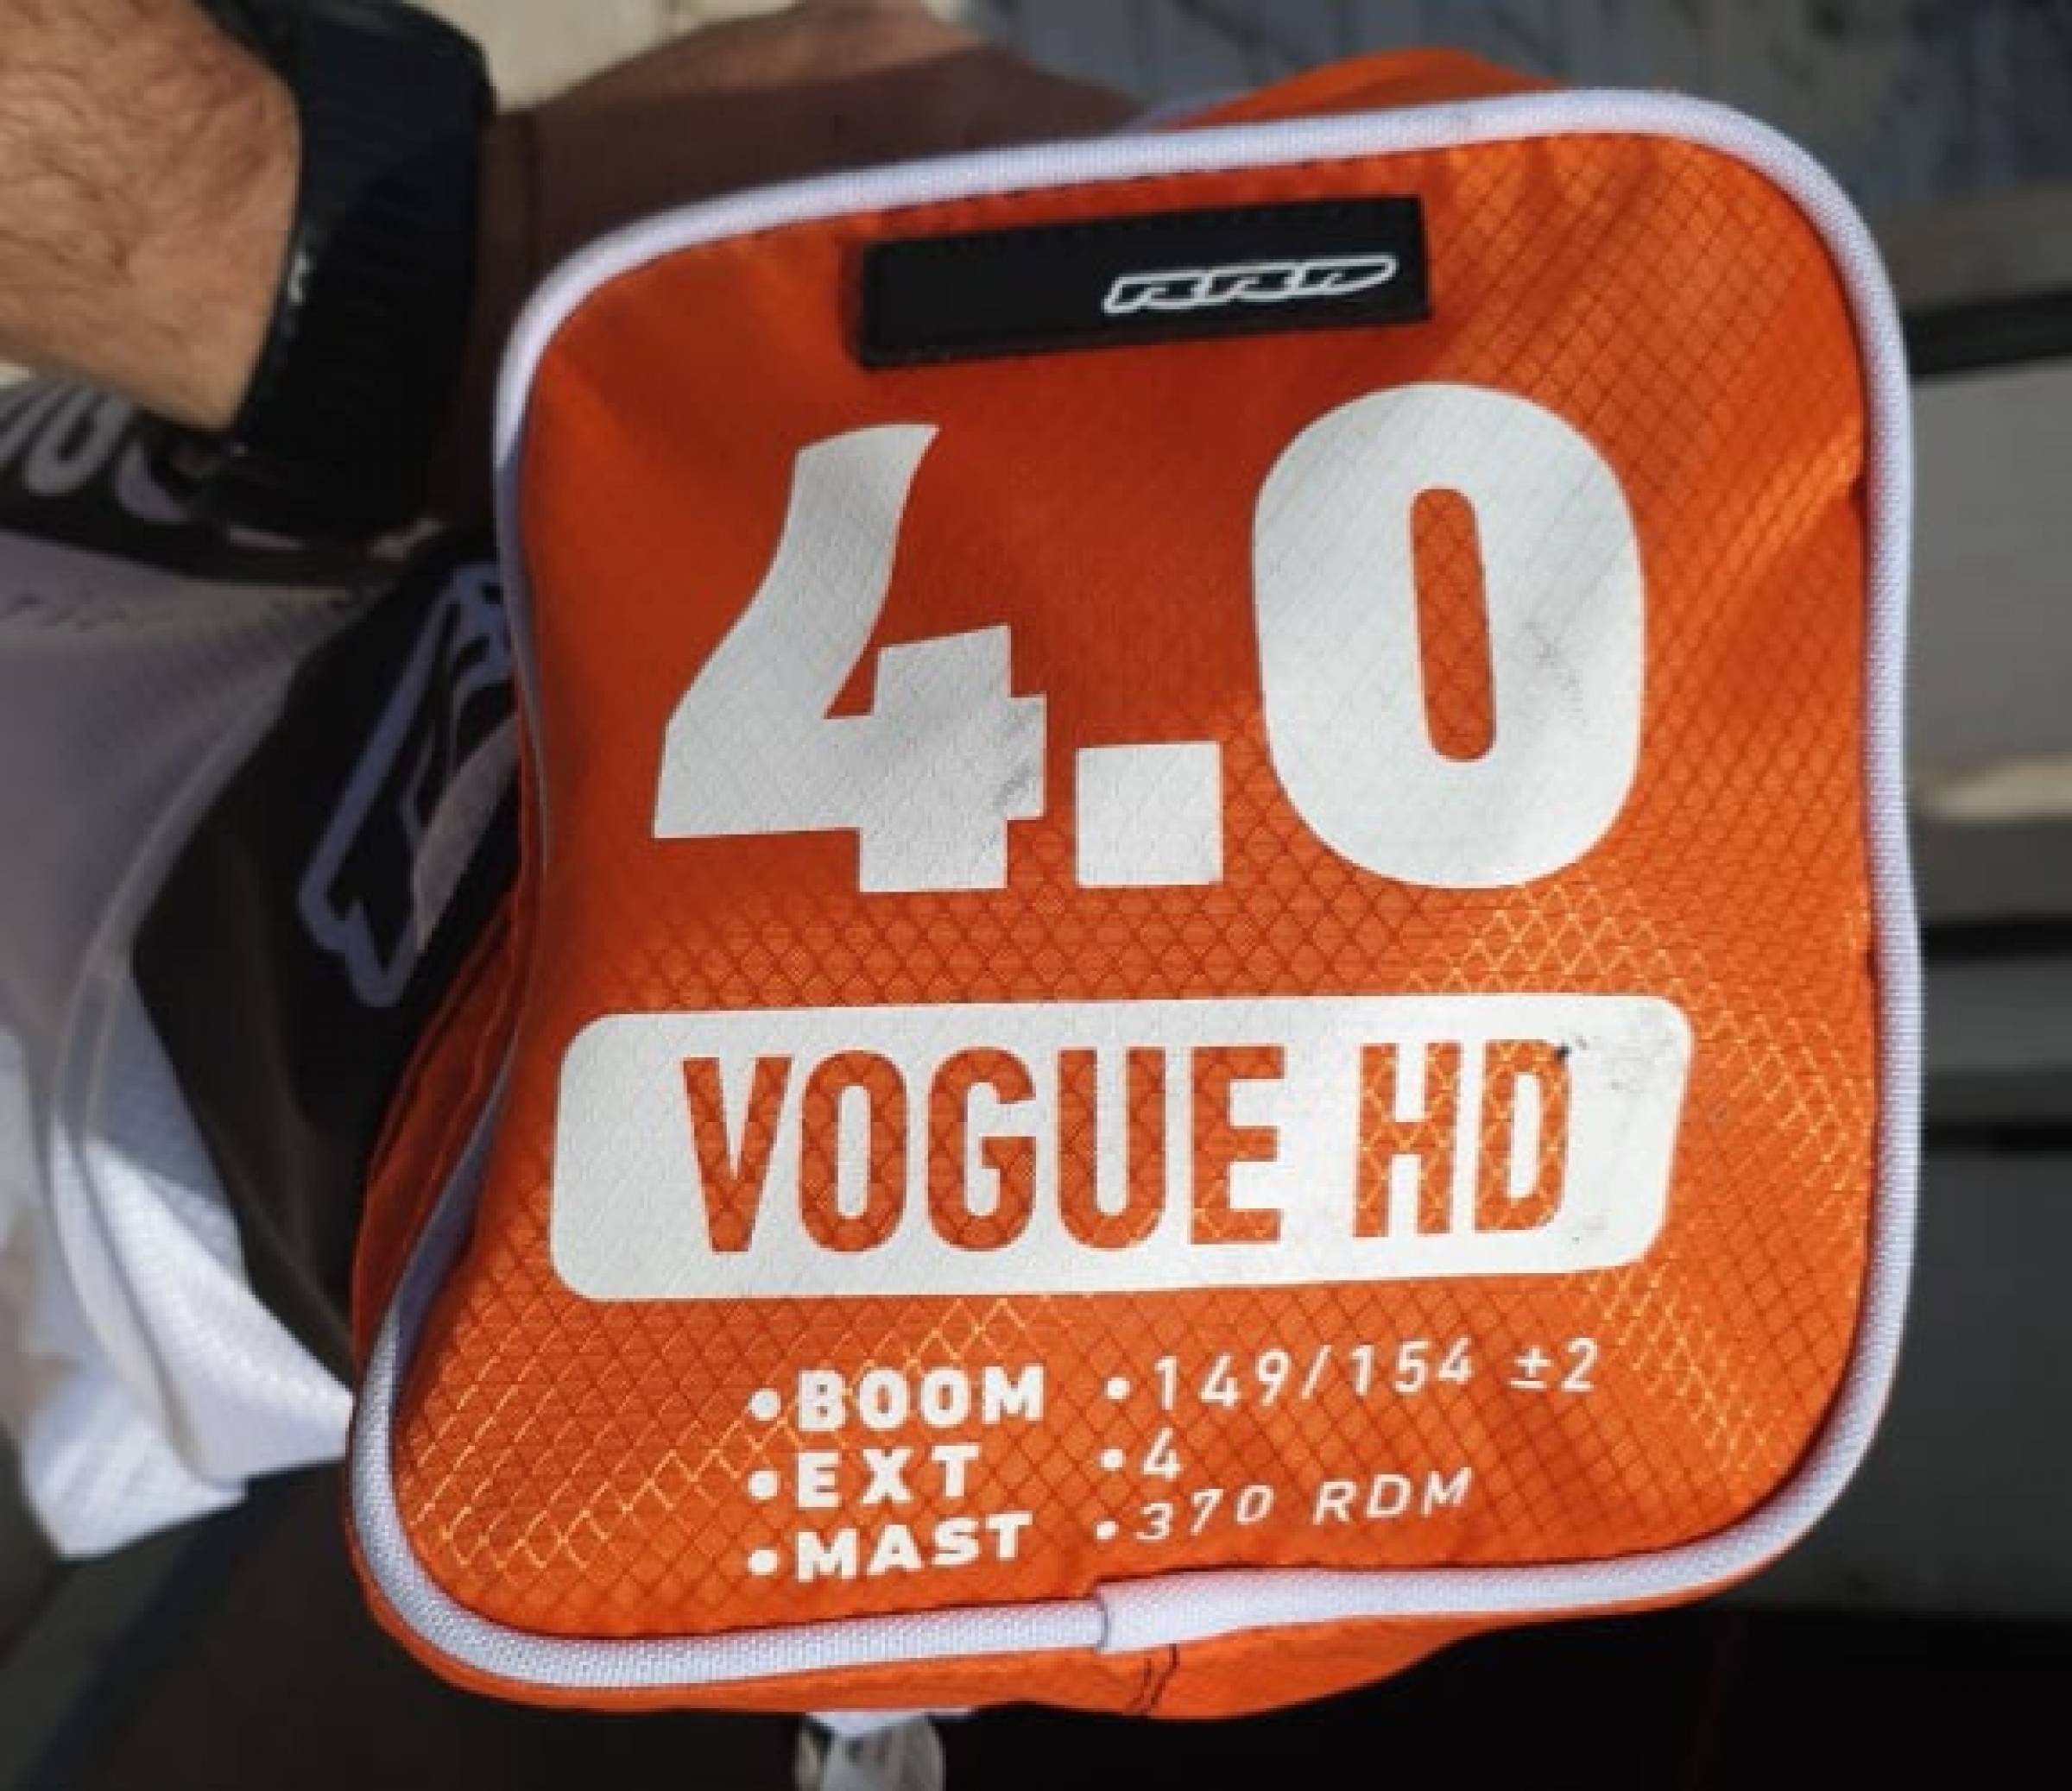 RRD
4.0
VOGUE HD
•BOOM •149/154 ±2
•EXT •4
•MAST •370 RDM